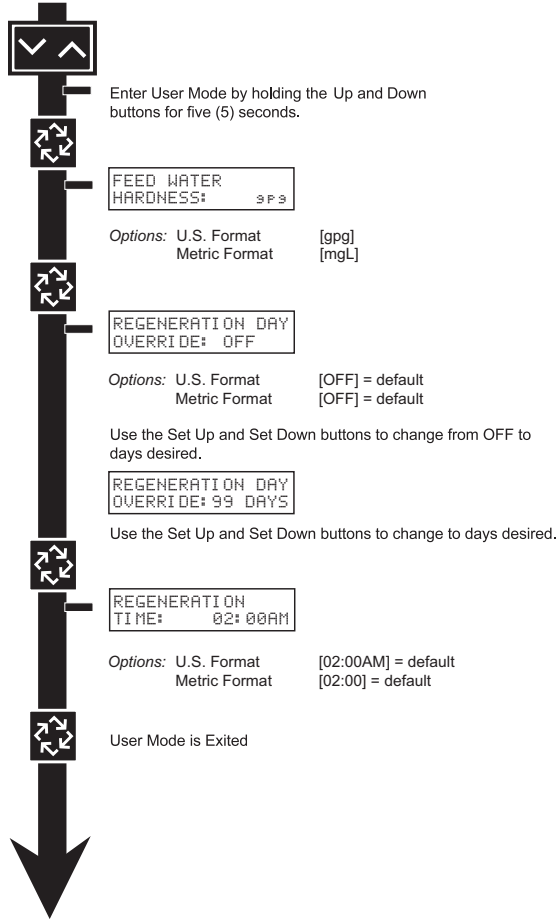 Enter User Mode by holding the Up and Down
buttons for five (5) seconds.
FEED WATER
HARDNESS: gpg
Options: U.S. Format [gpg]
Metric Format [mgL]
REGENERATION DAY
OVERRIDE: OFF
Options: U.S. Format [OFF] = default
Metric Format [OFF] = default
Use the Set Up and Set Down buttons to change from OFF to
days desired.
REGENERATION DAY
OVERRIDE:99 DAYS
Use the Set Up and Set Down buttons to change to days desired.
REGENERATION
TIME: 02:00AM
Options: U.S. Format [02:00AM] = default
Metric Format [02:00] = default
User Mode is Exited